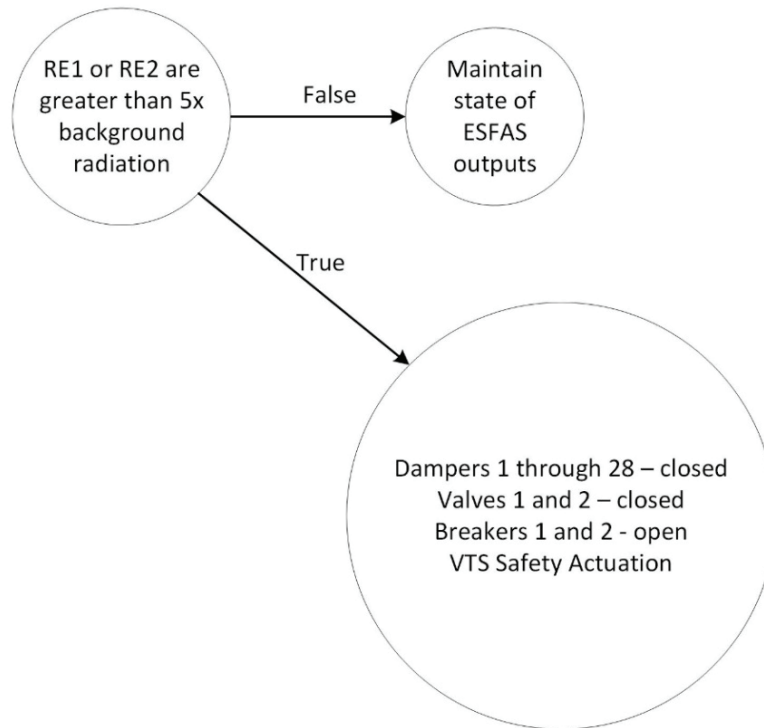 RE1 or RE2 are
greater than 5x
background
radiation
False
Maintain
state of
ESFAS
outputs
True
Dampers 1 through 28 – closed
Valves 1 and 2 – closed
Breakers 1 and 2 - open
VTS Safety Actuation